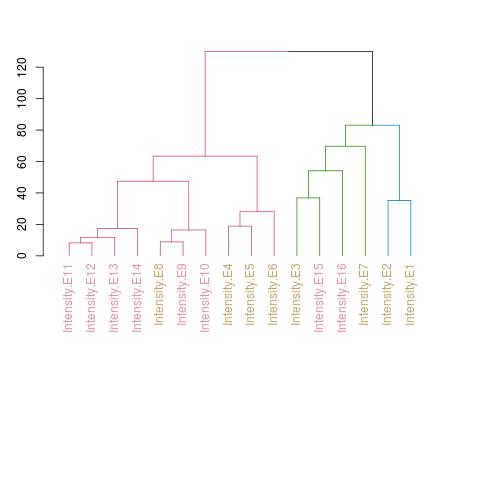 120
100
80
60
40
20
0
Intensity.E11
Intensity.E12
Intensity.E13
Intensity.E14
Intensity.E8
Intensity.E9
Intensity.E10
Intensity.E4
Intensity.E5
Intensity.E6
Intensity.E3
Intensity.E15
Intensity.E16
Intensity.E7
Intensity.E2
Intensity.E1